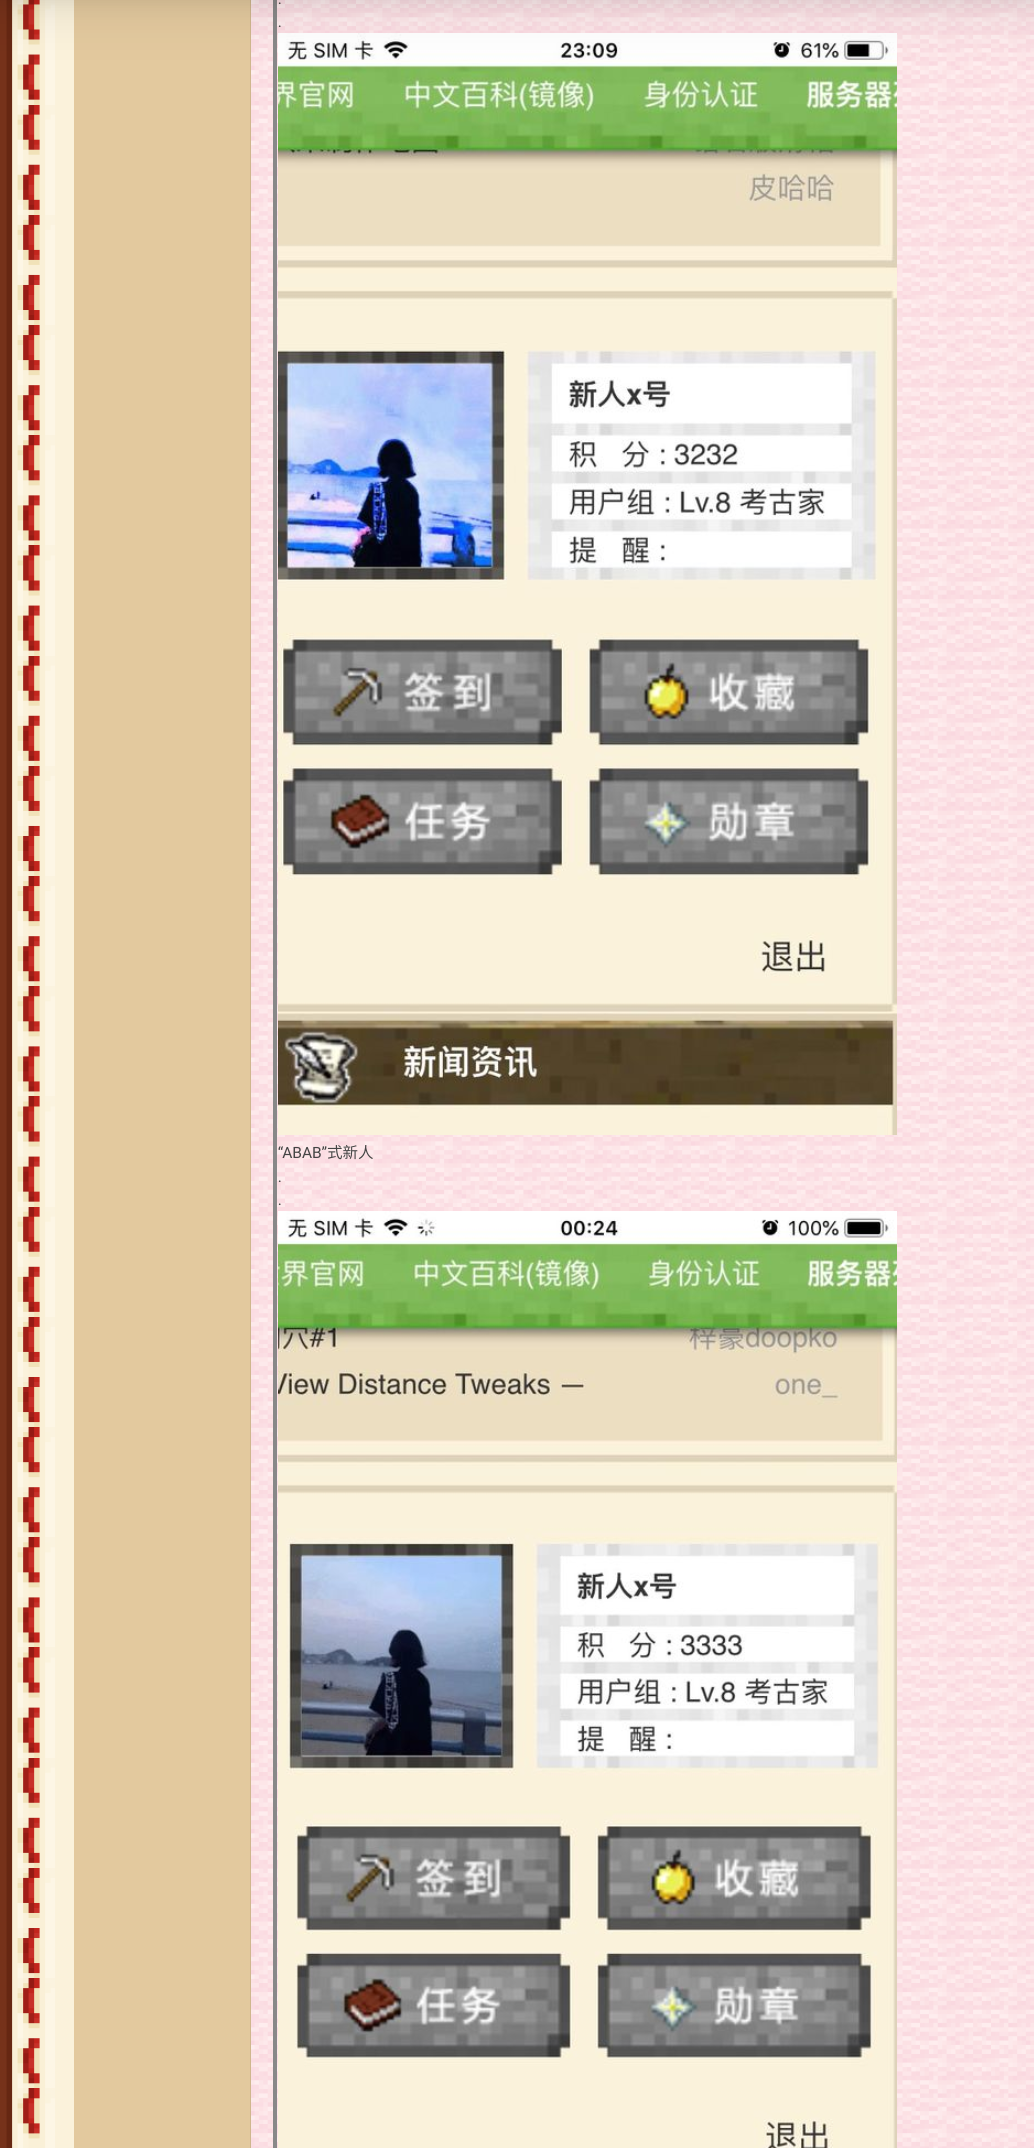 无 SIM 卡 23:09 61%
界官网 中文百科(镜像) 身份认证 服务器
皮哈哈
新人x号
积 分 : 3232
用户组 : Lv.8 考古家
提 醒 :
签到 收藏
任务 勋章
退出
新闻资讯
“ABAB”式新人
.
.
无 SIM 卡 00:24 100%
界官网 中文百科(镜像) 身份认证 服务器
穴#1 梓豪doopko
View Distance Tweaks — one_
新人x号
积 分 : 3333
用户组 : Lv.8 考古家
提 醒 :
签到 收藏
任务 勋章
退出